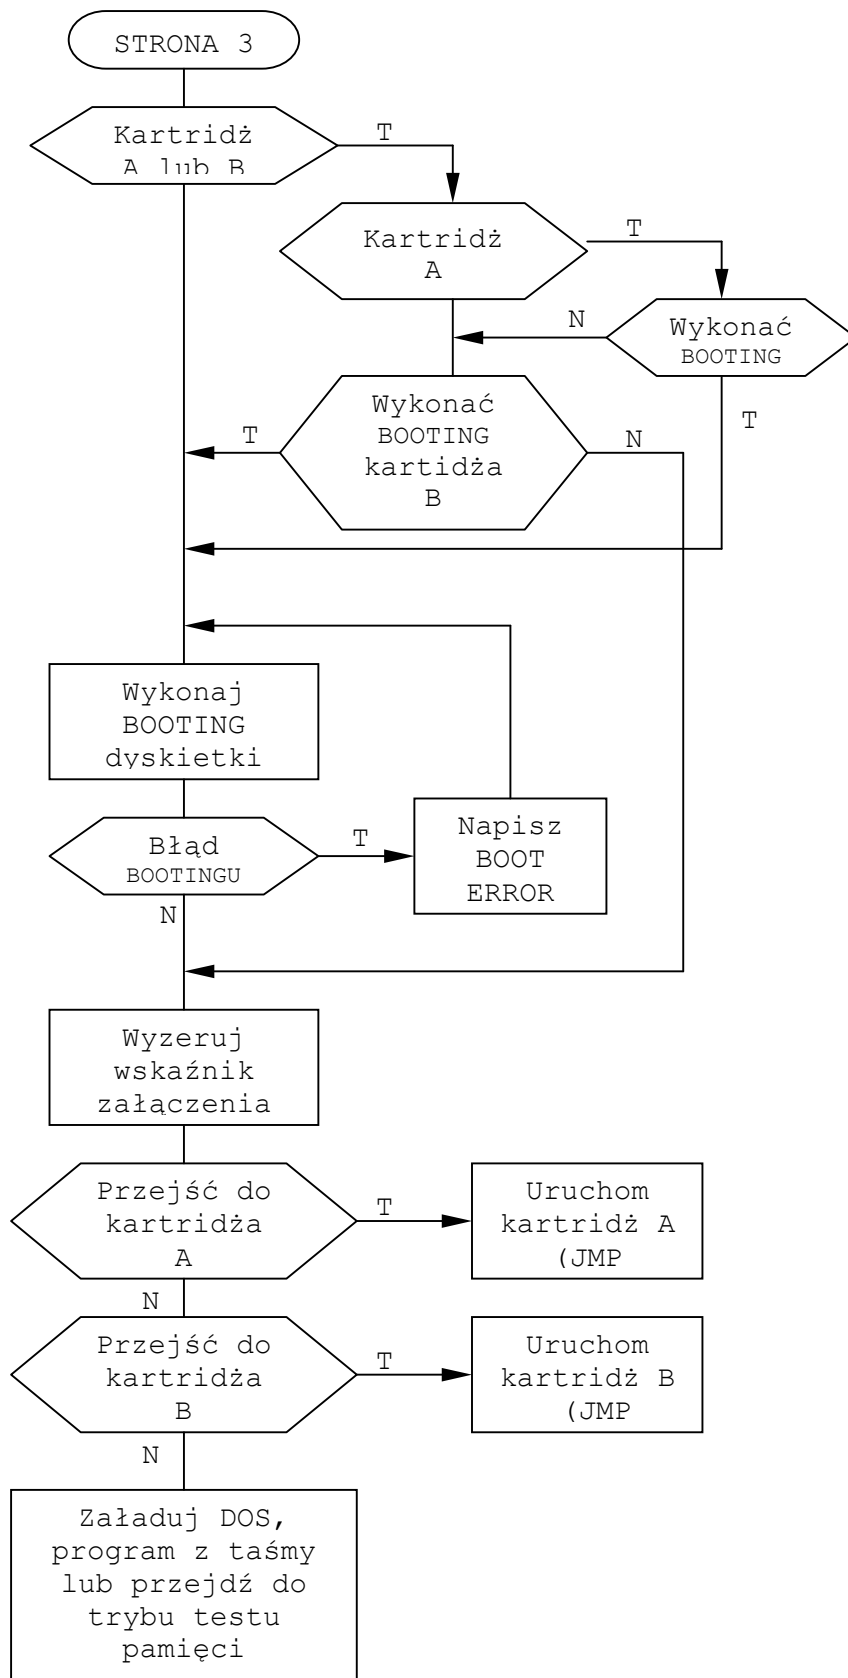 STRONA 3
Kartridż
A lub B
T
Kartridż
A
T
Wykonać
BOOTING
N
T
Wykonać
BOOTING
kartidża
B
T
N
Wykonaj
BOOTING
dyskietki
Błąd
BOOTINGU
T
Napisz
BOOT
ERROR
N
Wyzeruj
wskaźnik
załączenia
Przejść do
kartridża
A
T
Uruchom
kartridż A
(JMP
N
Przejść do
kartridża
B
T
Uruchom
kartridż B
(JMP
N
Załaduj DOS,
program z taśmy
lub przejdź do
trybu testu
pamięci